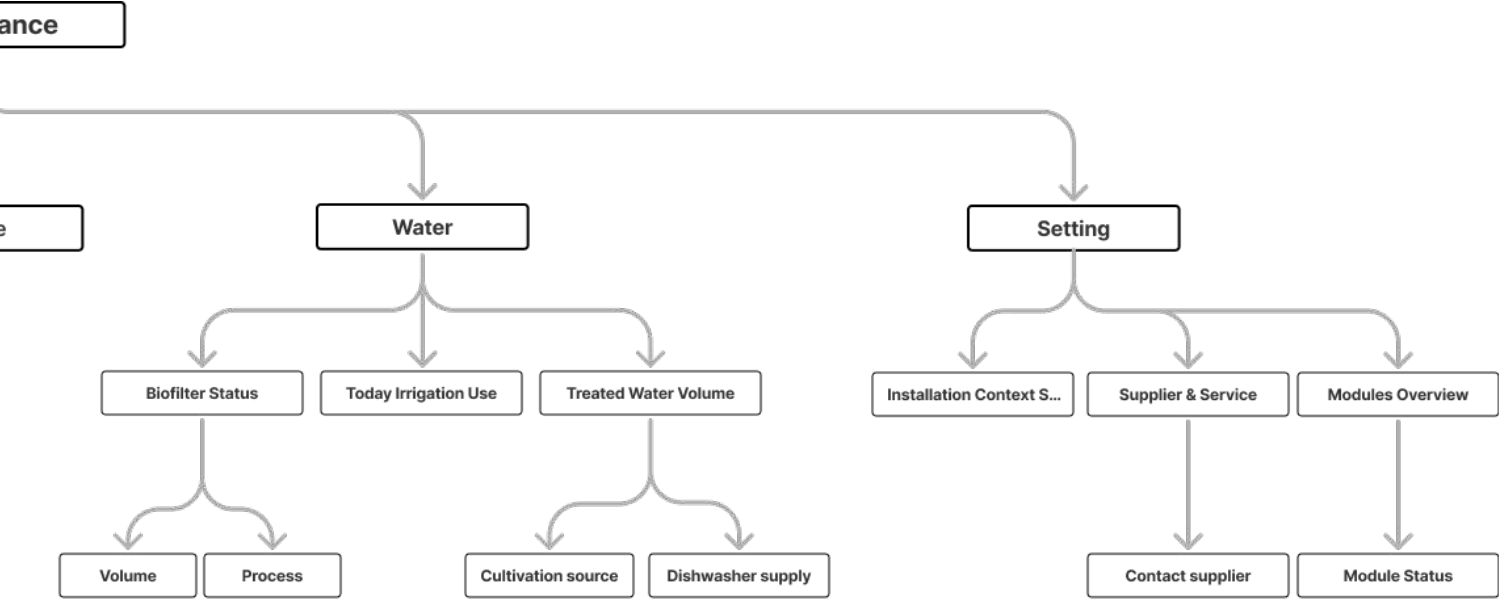 ance
e
Water
Setting
Biofilter Status
Today Irrigation Use
Treated Water Volume
Installation Context S...
Supplier & Service
Modules Overview
Volume
Process
Cultivation source
Dishwasher supply
Contact supplier
Module Status